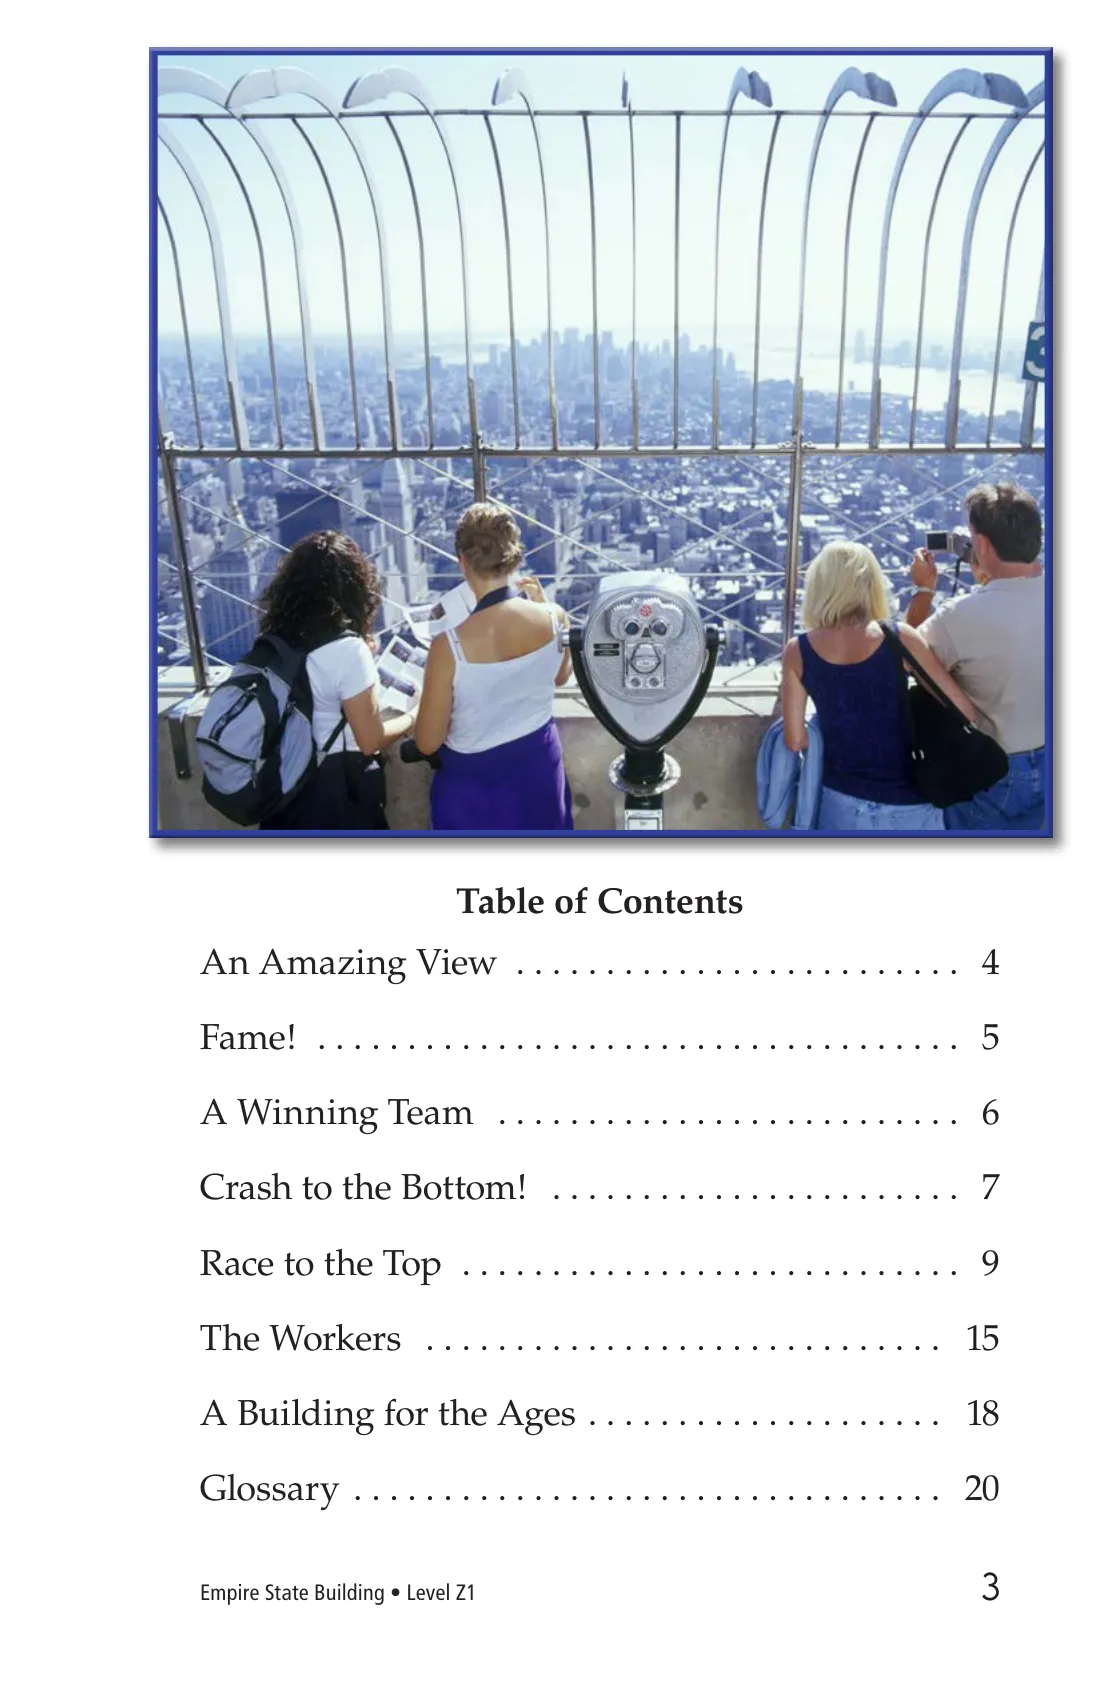 3
Table of Contents
An Amazing View . . . . . . . . . . . . . . . . . . . . . . . . . 4
Fame! . . . . . . . . . . . . . . . . . . . . . . . . . . . . . . . . . . . . 5
A Winning Team . . . . . . . . . . . . . . . . . . . . . . . . . . 6
Crash to the Bottom! . . . . . . . . . . . . . . . . . . . . . . . 7
Race to the Top . . . . . . . . . . . . . . . . . . . . . . . . . . . . 9
The Workers . . . . . . . . . . . . . . . . . . . . . . . . . . . . . 15
A Building for the Ages . . . . . . . . . . . . . . . . . . . . 18
Glossary . . . . . . . . . . . . . . . . . . . . . . . . . . . . . . . . . 20
Empire State Building • Level Z1 3